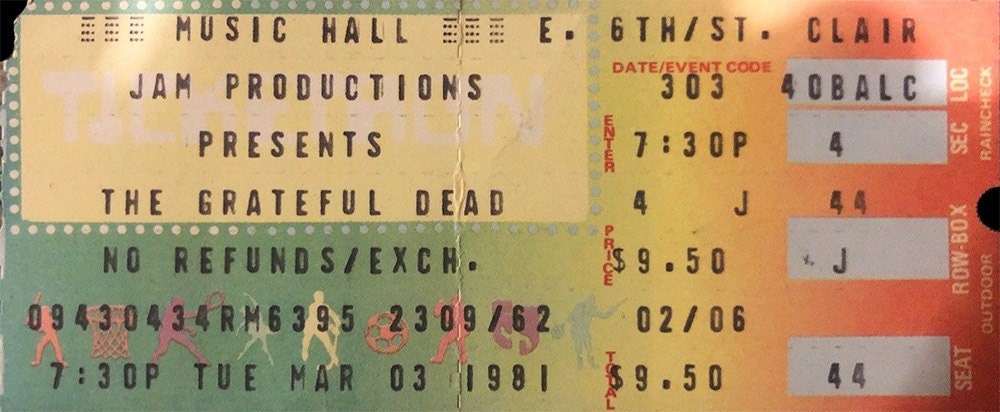 MUSIC HALL E. 6TH/ST. CLAIR
DATE/EVENT CODE
JAM PRODUCTIONS 303 40BALC LOC
TICKETRON
PRESENTS ENTER 7:30P 4 SEC
RAINCHECK
THE GRATEFUL DEAD 4 J 44
NO REFUNDS/EXCH. PRICE $9.50 J ROW-BOX
OUTDOOR
09430434RM6395 2309/62 02/06
7:30P TUE MAR 03 1981 TOTAL $9.50 44 SEAT